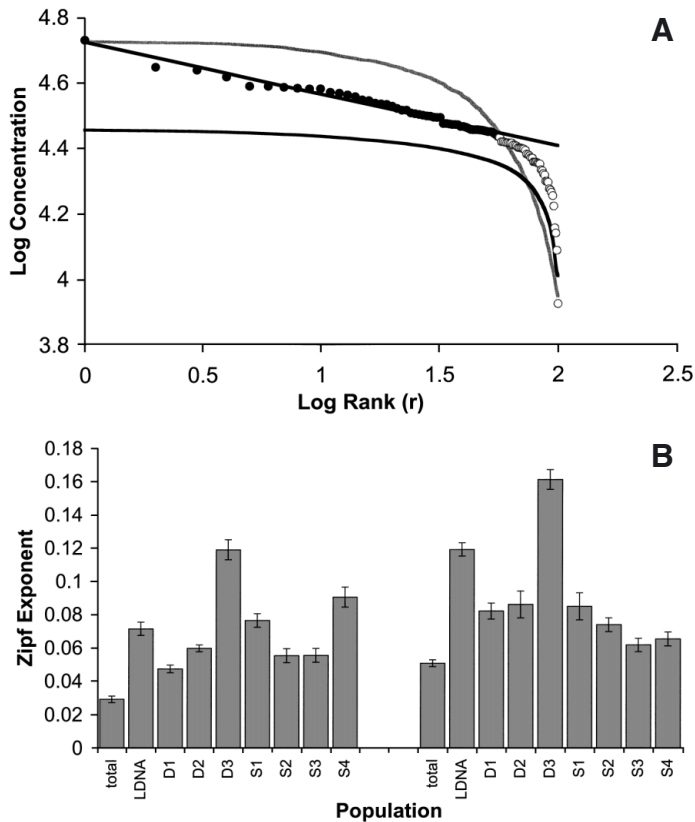 A
4.8
4.6
4.4
4.2
4
3.8
Log Concentration
0 0.5 1 1.5 2 2.5
Log Rank (r)
B
0.18
0.16
0.14
0.12
0.1
0.08
0.06
0.04
0.02
0
Zipf Exponent
total LDNA D1 D2 D3 S1 S2 S3 S4 total LDNA D1 D2 D3 S1 S2 S3 S4
Population